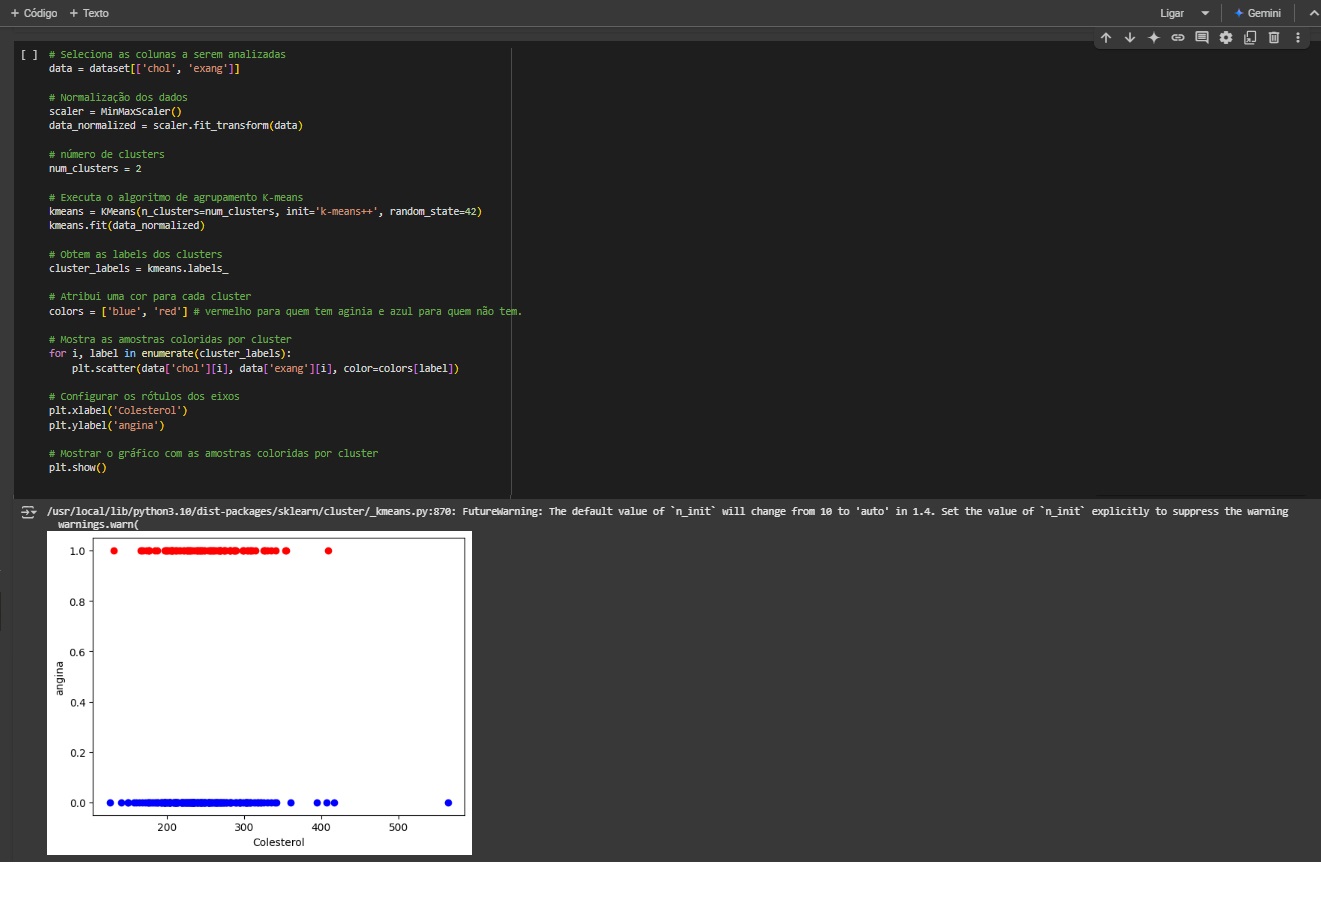 + Código + Texto
Ligar Gemini
[ ] # Seleciona as colunas a serem analizadas
data = dataset[['chol', 'exang']]
# Normalização dos dados
scaler = MinMaxScaler()
data_normalized = scaler.fit_transform(data)
# número de clusters
num_clusters = 2
# Executa o algoritmo de agrupamento K-means
kmeans = KMeans(n_clusters=num_clusters, init='k-means++', random_state=42)
kmeans.fit(data_normalized)
# Obtem as labels dos clusters
cluster_labels = kmeans.labels_
# Atribui uma cor para cada cluster
colors = ['blue', 'red'] # vermelho para quem tem aginia e azul para quem não tem.
# Mostra as amostras coloridas por cluster
for i, label in enumerate(cluster_labels):
plt.scatter(data['chol'][i], data['exang'][i], color=colors[label])
# Configurar os rótulos dos eixos
plt.xlabel('Colesterol')
plt.ylabel('angina')
# Mostrar o gráfico com as amostras coloridas por cluster
plt.show()
/usr/local/lib/python3.10/dist-packages/sklearn/cluster/_kmeans.py:870: FutureWarning: The default value of `n_init` will change from 10 to 'auto' in 1.4. Set the value of `n_init` explicitly to suppress the warning
warnings.warn(
1.0
0.8
0.6
0.4
0.2
0.0
angina
200 300 400 500
Colesterol